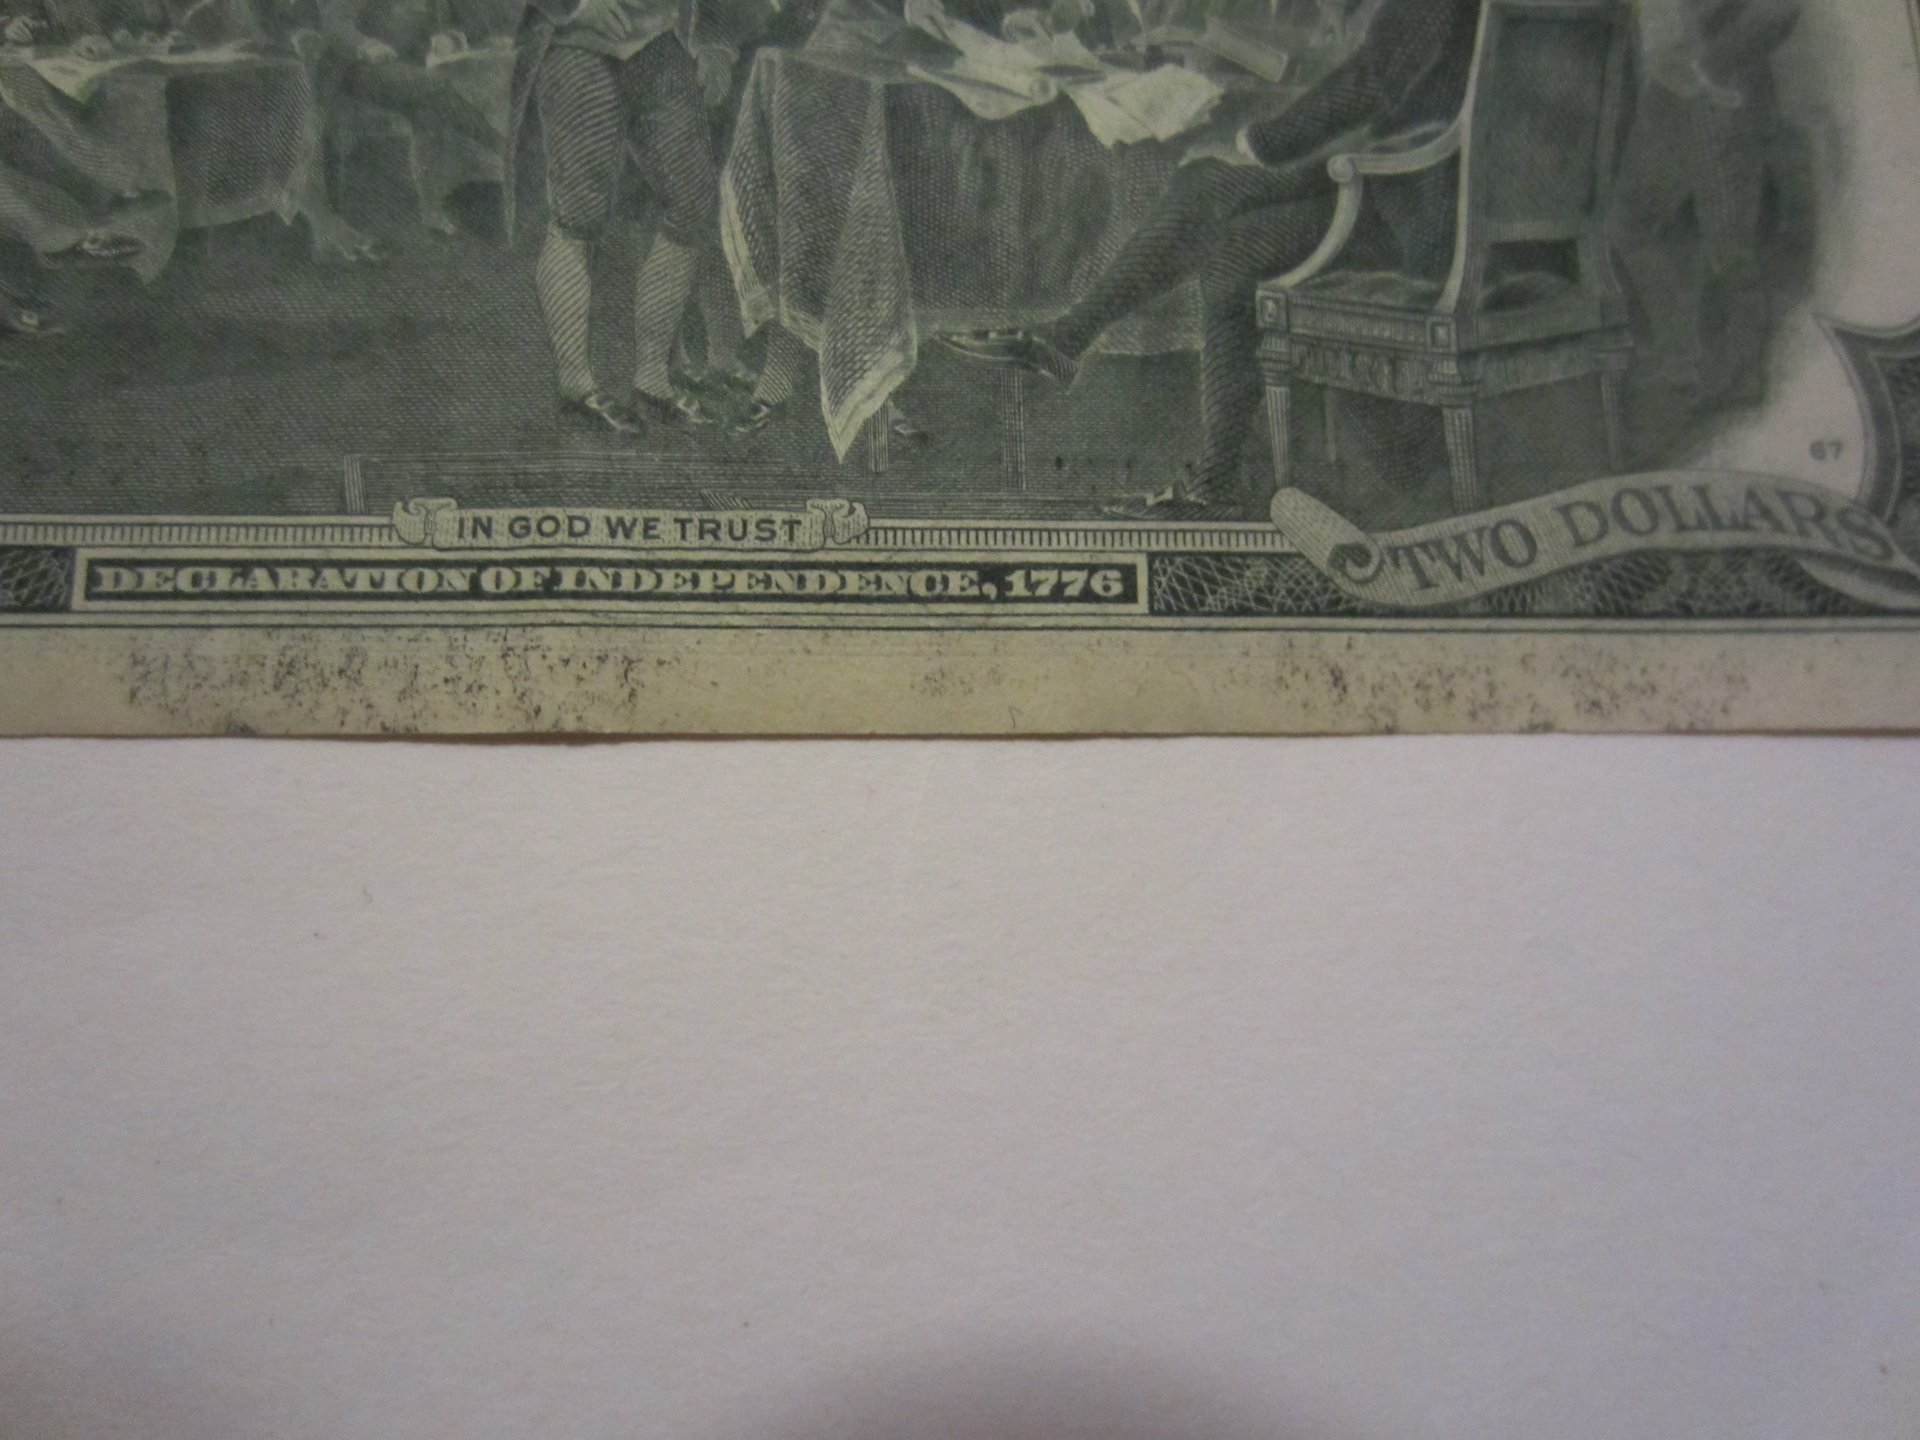 67
IN GOD WE TRUST
TWO DOLLARS
DECLARATION OF INDEPENDENCE, 1776